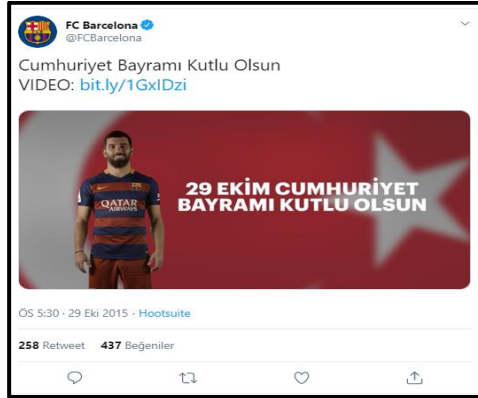 FC Barcelona
@FCBarcelona
Cumhuriyet Bayramı Kutlu Olsun
VIDEO: bit.ly/1GxIDzi
29 EKİM CUMHURİYET
BAYRAMI KUTLU OLSUN
QATAR
AIRWAYS
ÖS 5:30 · 29 Eki 2015 · Hootsuite
258 Retweet 437 Beğeniler